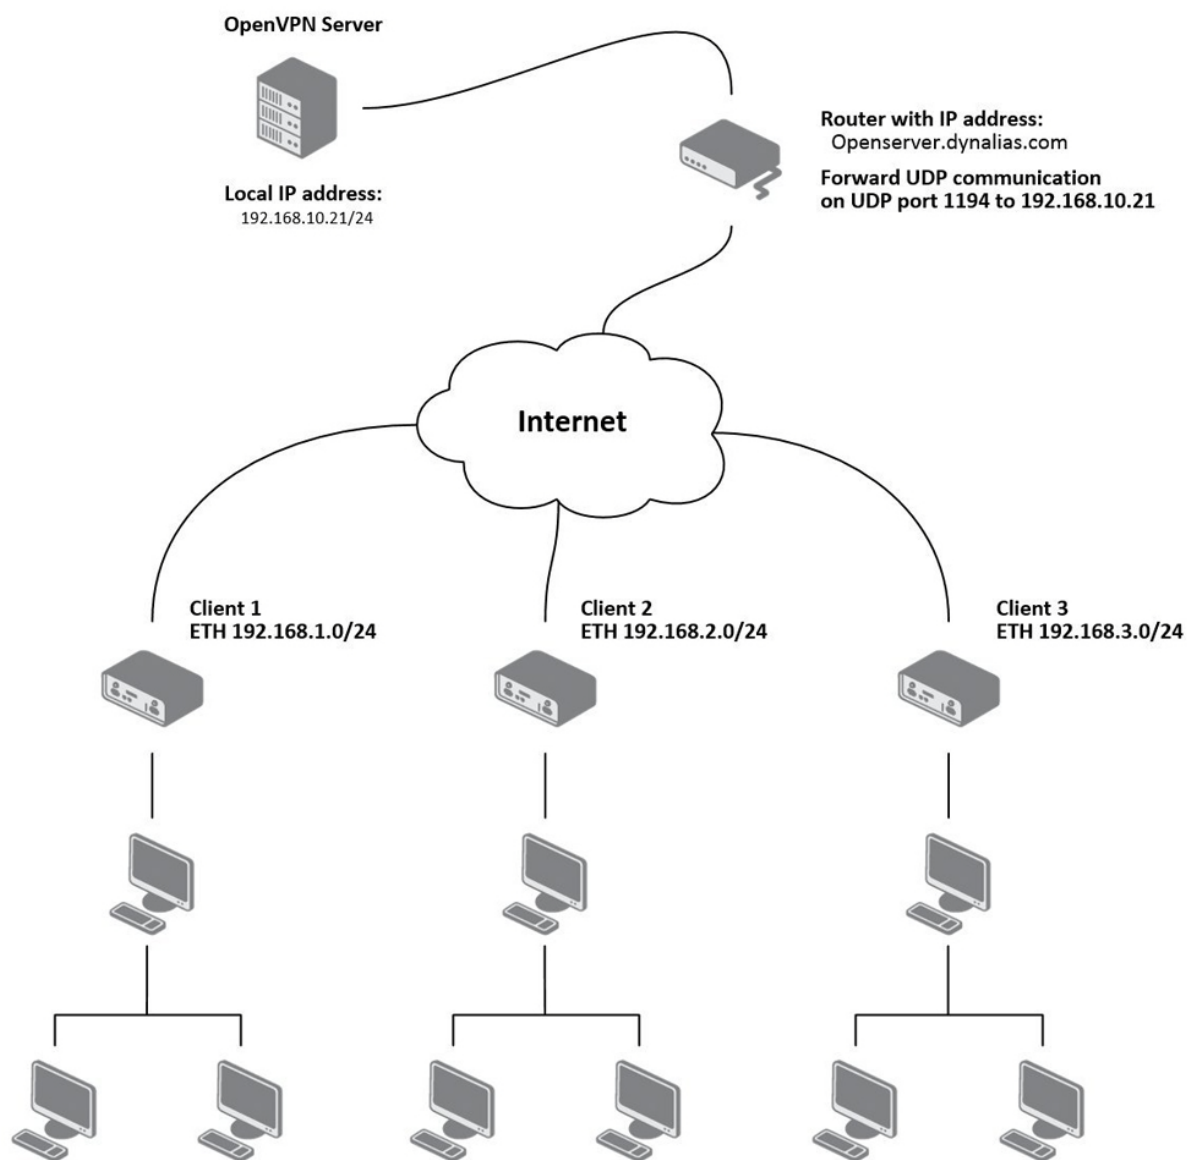 OpenVPN Server
Router with IP address:
Openserver.dynalias.com
Forward UDP communication
on UDP port 1194 to 192.168.10.21
Local IP address:
192.168.10.21/24
Internet
Client 1
ETH 192.168.1.0/24
Client 2
ETH 192.168.2.0/24
Client 3
ETH 192.168.3.0/24